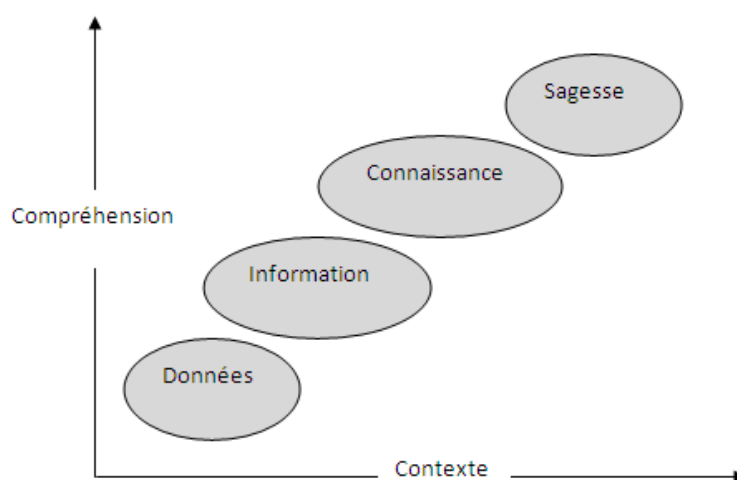 Sagesse
Connaissance
Compréhension
Information
Données
Contexte